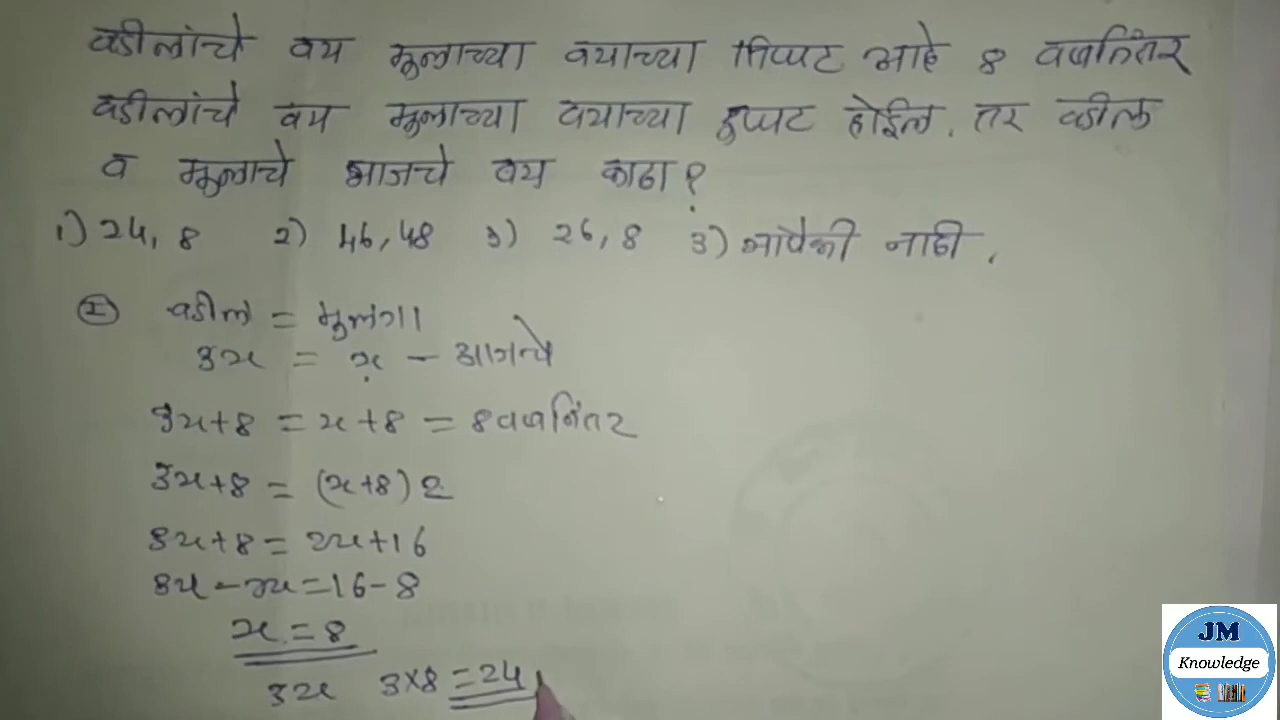 वडीलांचे वय मुलाच्या वयाच्या तिप्पट आहे 8 वर्षानंतर
वडीलांचे वय मुलाच्या वयाच्या दुप्पट होईल. तर वडील
व मुलाचे आजचे वय काढा ?
1) 24, 8 2) 46, 48 3) 26, 8 3) यापैकी नाही.
I वडील = मुलगा
3x = x - आजचे
3x+8 = x+8 = 8 वर्षानंतर
3x+8 = (x+8) 2
3x+8 = 2x+16
3x - 2x = 16 - 8
x = 8
3x 3×8 = 24
JM
Knowledge